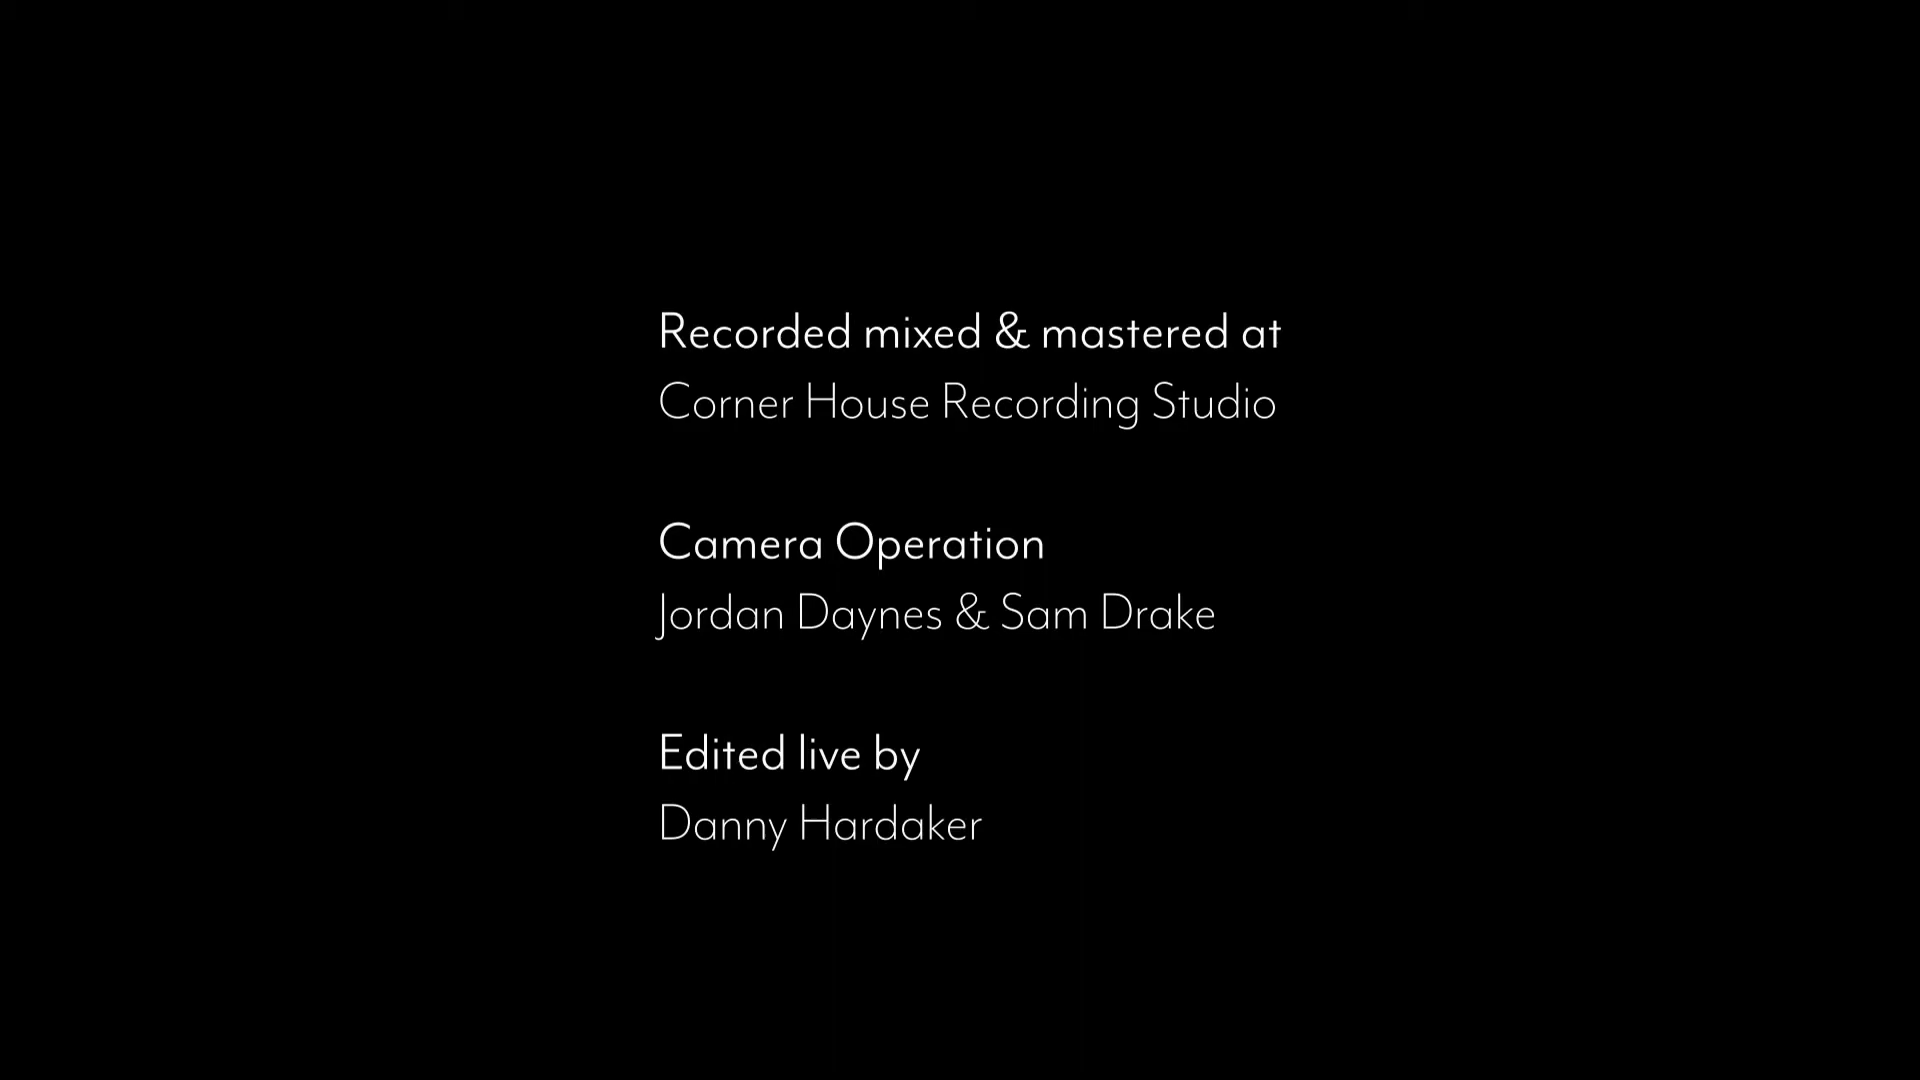 Recorded mixed & mastered at
Corner House Recording Studio
Camera Operation
Jordan Daynes & Sam Drake
Edited live by
Danny Hardaker